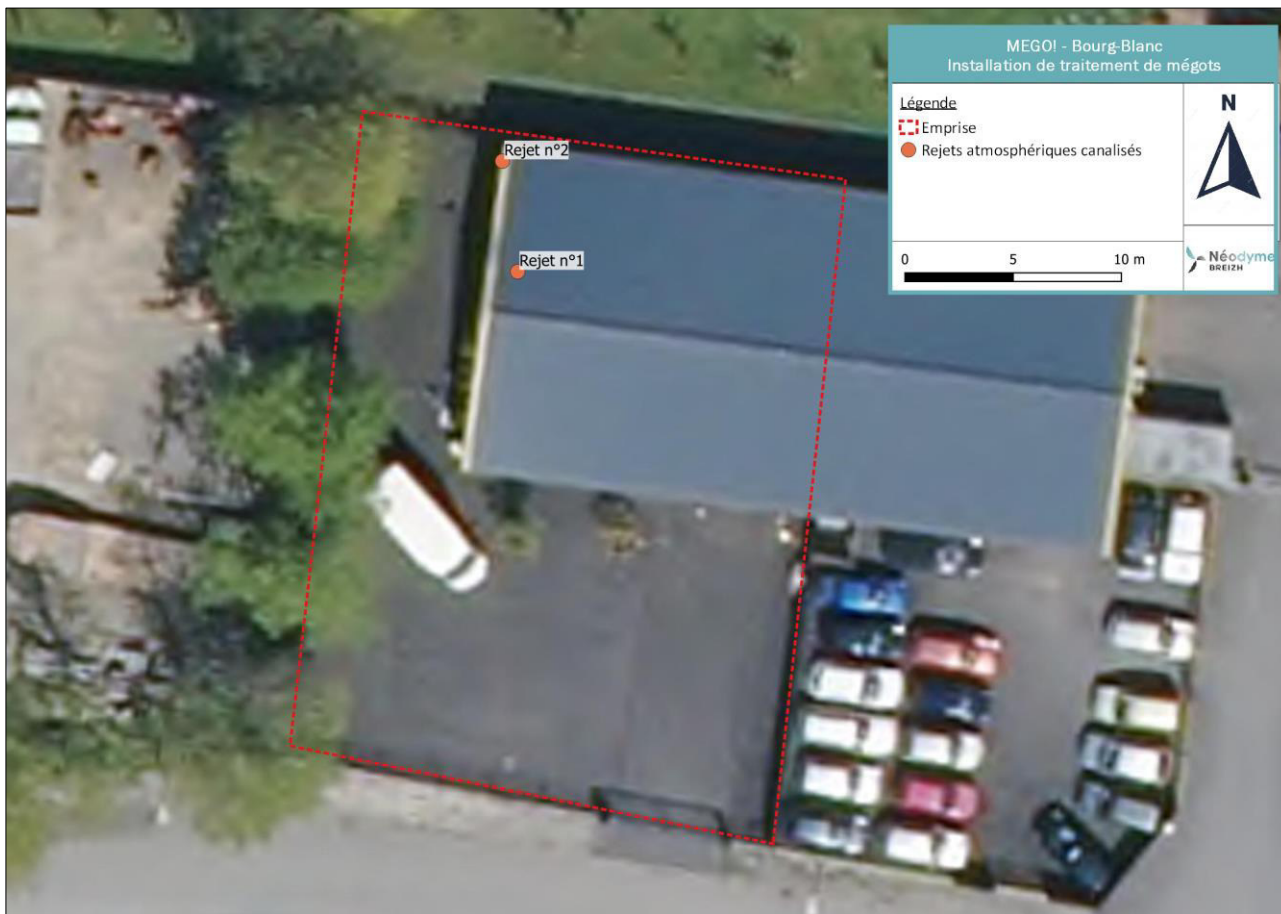 MEGO! - Bourg-Blanc
Installation de traitement de mégots
Légende
Emprise
Rejets atmosphériques canalisés
N
0 5 10 m
Néodyme
BREIZH
Rejet n°2
Rejet n°1